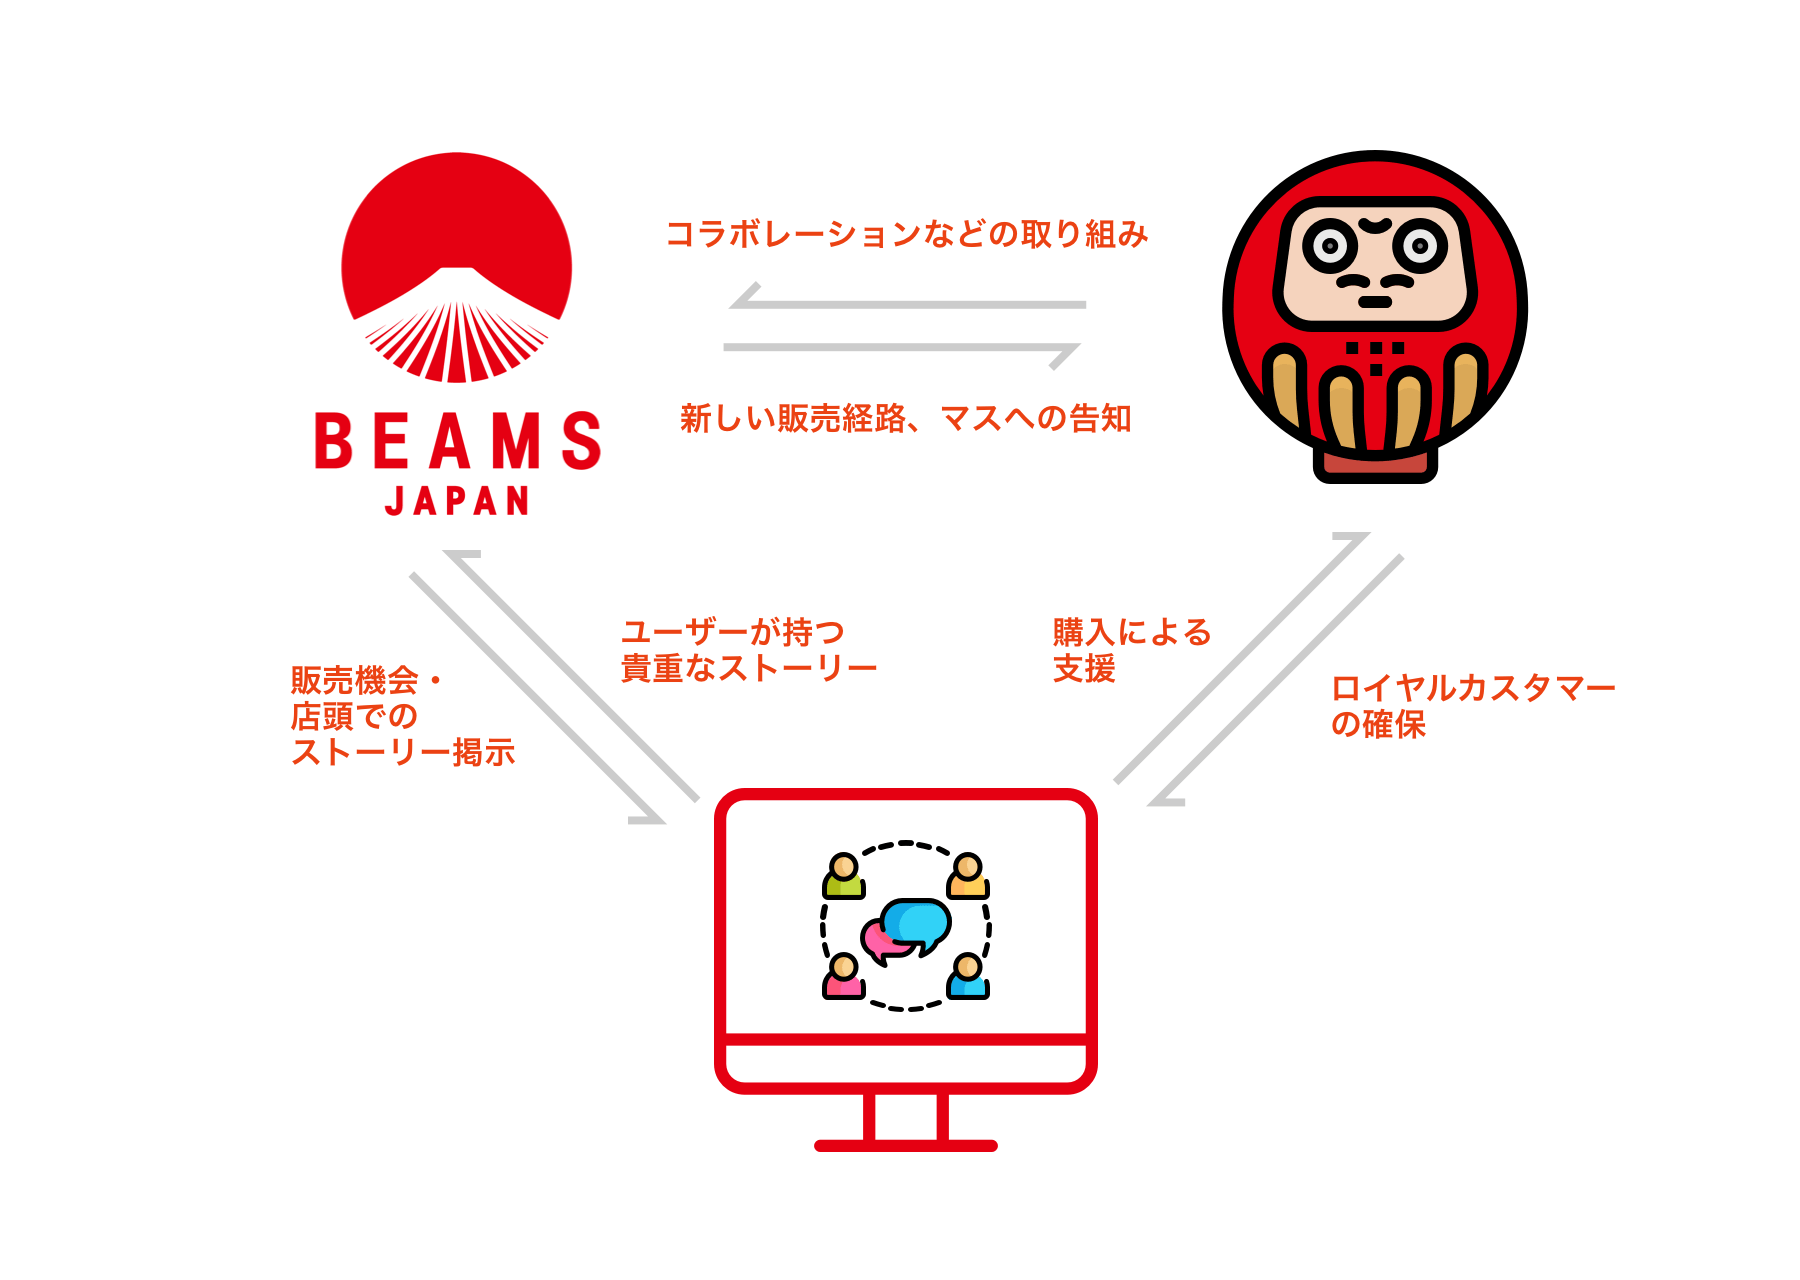 コラボレーションなどの取り組み
新しい販売経路、マスへの告知
BEAMS
JAPAN
ユーザーが持つ
貴重なストーリー
購入による
支援
販売機会・
店頭での
ストーリー掲示
ロイヤルカスタマー
の確保